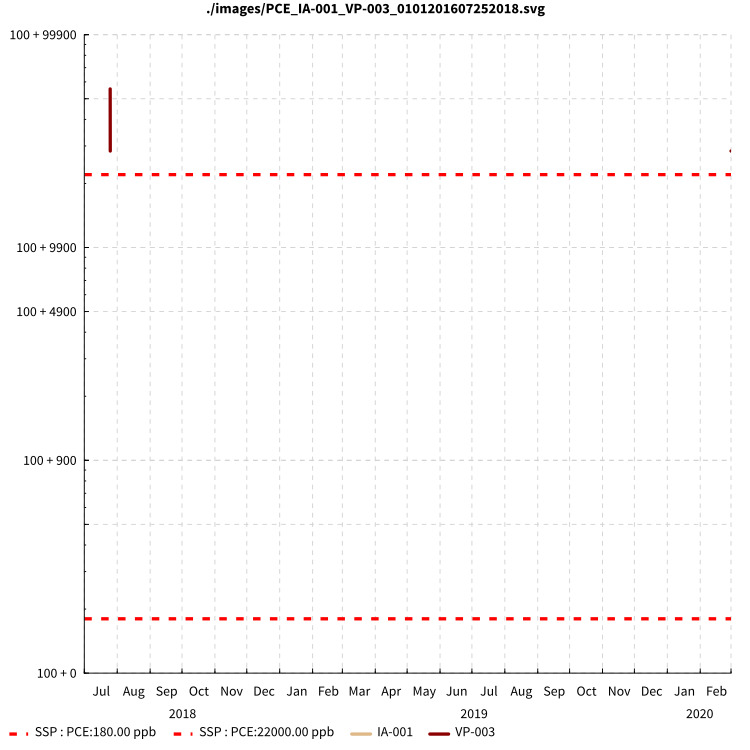 ./images/PCE_IA-001_VP-003_0101201607252018.svg
100 + 99900
100 + 9900
100 + 4900
100 + 900
100 + 0
Jul Aug Sep Oct Nov Dec Jan Feb Mar Apr May Jun Jul Aug Sep Oct Nov Dec Jan Feb
2018 2019 2020
SSP : PCE:180.00 ppb SSP : PCE:22000.00 ppb IA-001 VP-003